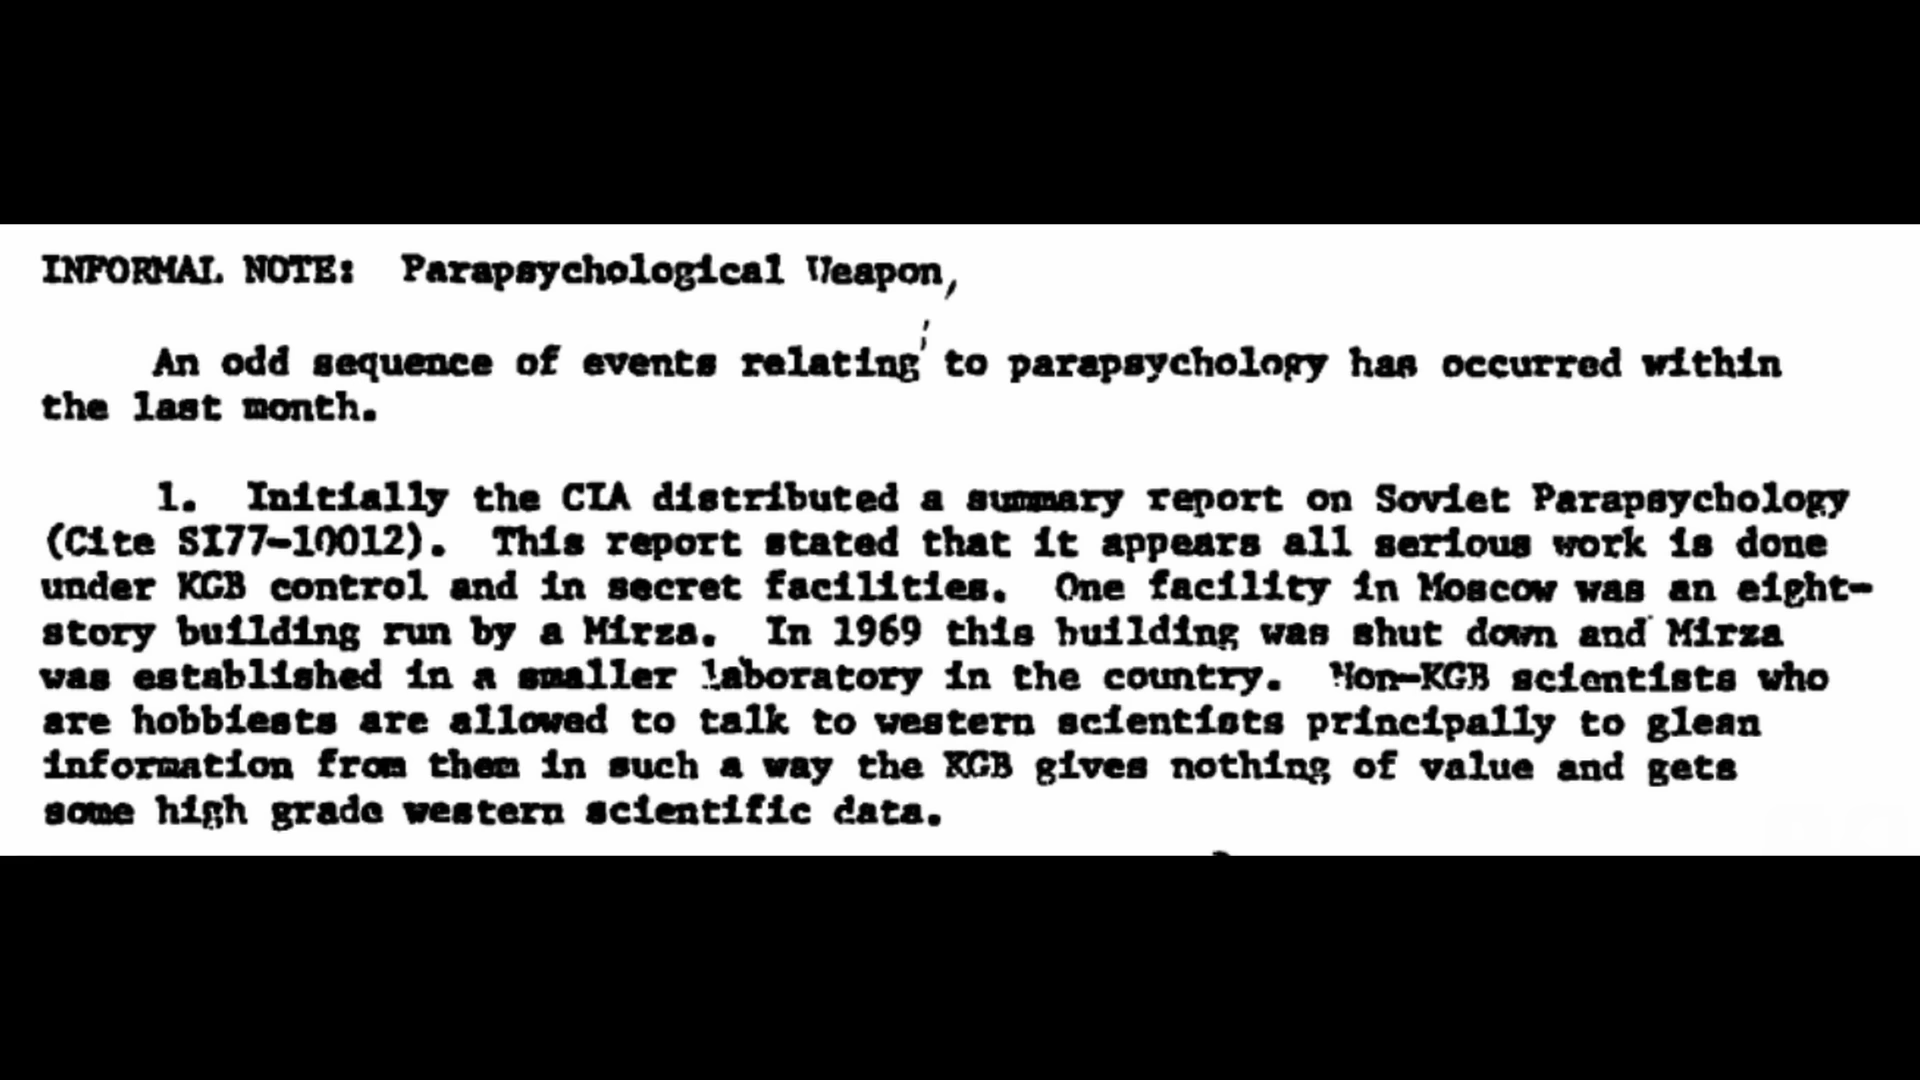 INFORMAL NOTE: Parapsychological Weapon,
An odd sequence of events relating to parapsychology has occurred within
the last month.
1. Initially the CIA distributed a summary report on Soviet Parapsychology
(Cite SI77-10012). This report stated that it appears all serious work is done
under KGB control and in secret facilities. One facility in Moscow was an eight-
story building run by a Mirza. In 1969 this building was shut down and Mirza
was established in a smaller laboratory in the country. Non-KGB scientists who
are hobbiests are allowed to talk to western scientists principally to glean
information from them in such a way the KGB gives nothing of value and gets
some high grade western scientific data.